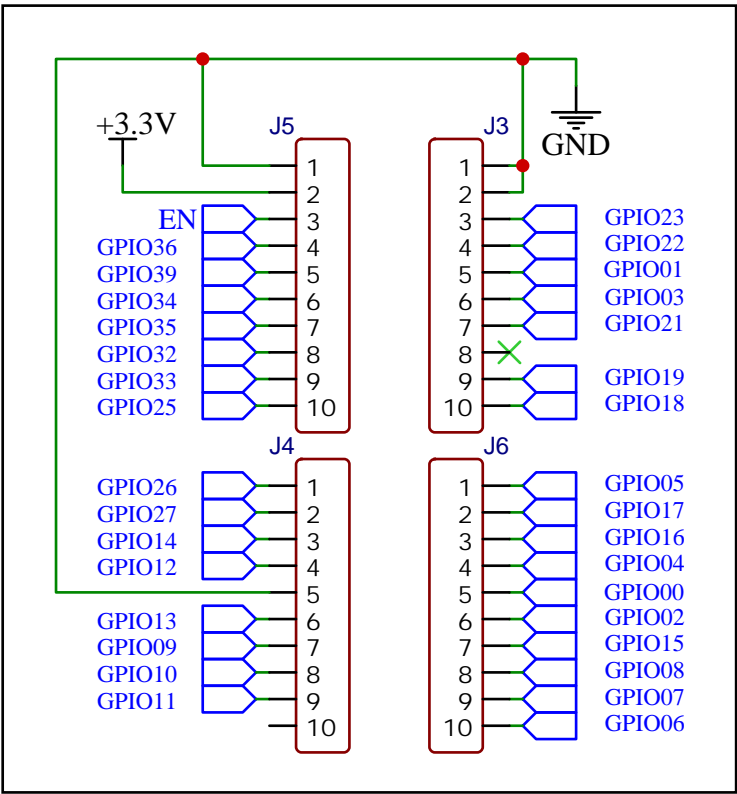 +3.3V
GND
J5
1
2
3
4
5
6
7
8
9
10
EN
GPIO36
GPIO39
GPIO34
GPIO35
GPIO32
GPIO33
GPIO25
J3
1
2
3
4
5
6
7
8
9
10
GPIO23
GPIO22
GPIO01
GPIO03
GPIO21
GPIO19
GPIO18
J4
1
2
3
4
5
6
7
8
9
10
GPIO26
GPIO27
GPIO14
GPIO12
GPIO13
GPIO09
GPIO10
GPIO11
J6
1
2
3
4
5
6
7
8
9
10
GPIO05
GPIO17
GPIO16
GPIO04
GPIO00
GPIO02
GPIO15
GPIO08
GPIO07
GPIO06